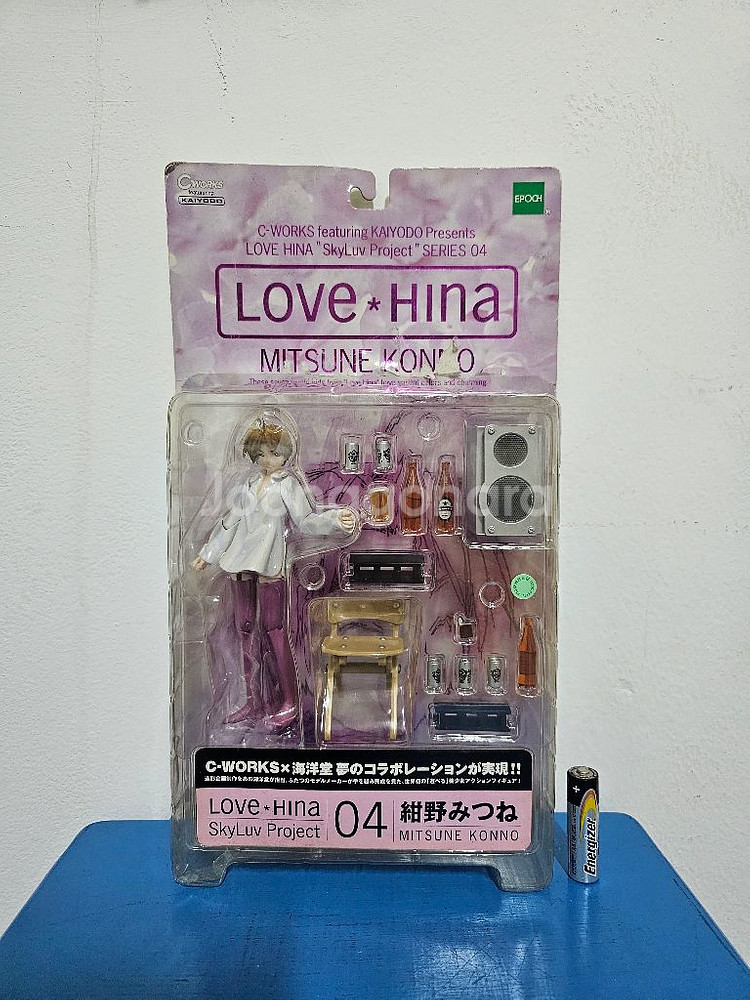 C-WORKS
featuring
KAIYODO
EPOCH
C-WORKS featuring KAIYODO Presents
LOVE HINA "SkyLuv Project" SERIES 04
LOVE*HINA
MITSUNE KONNO
Joonggonara
C-WORKS×海洋堂 夢のコラボレーションが実現!!
LOVE*HINA
SkyLuv Project
04
紺野みつね
MITSUNE KONNO
Energizer
+